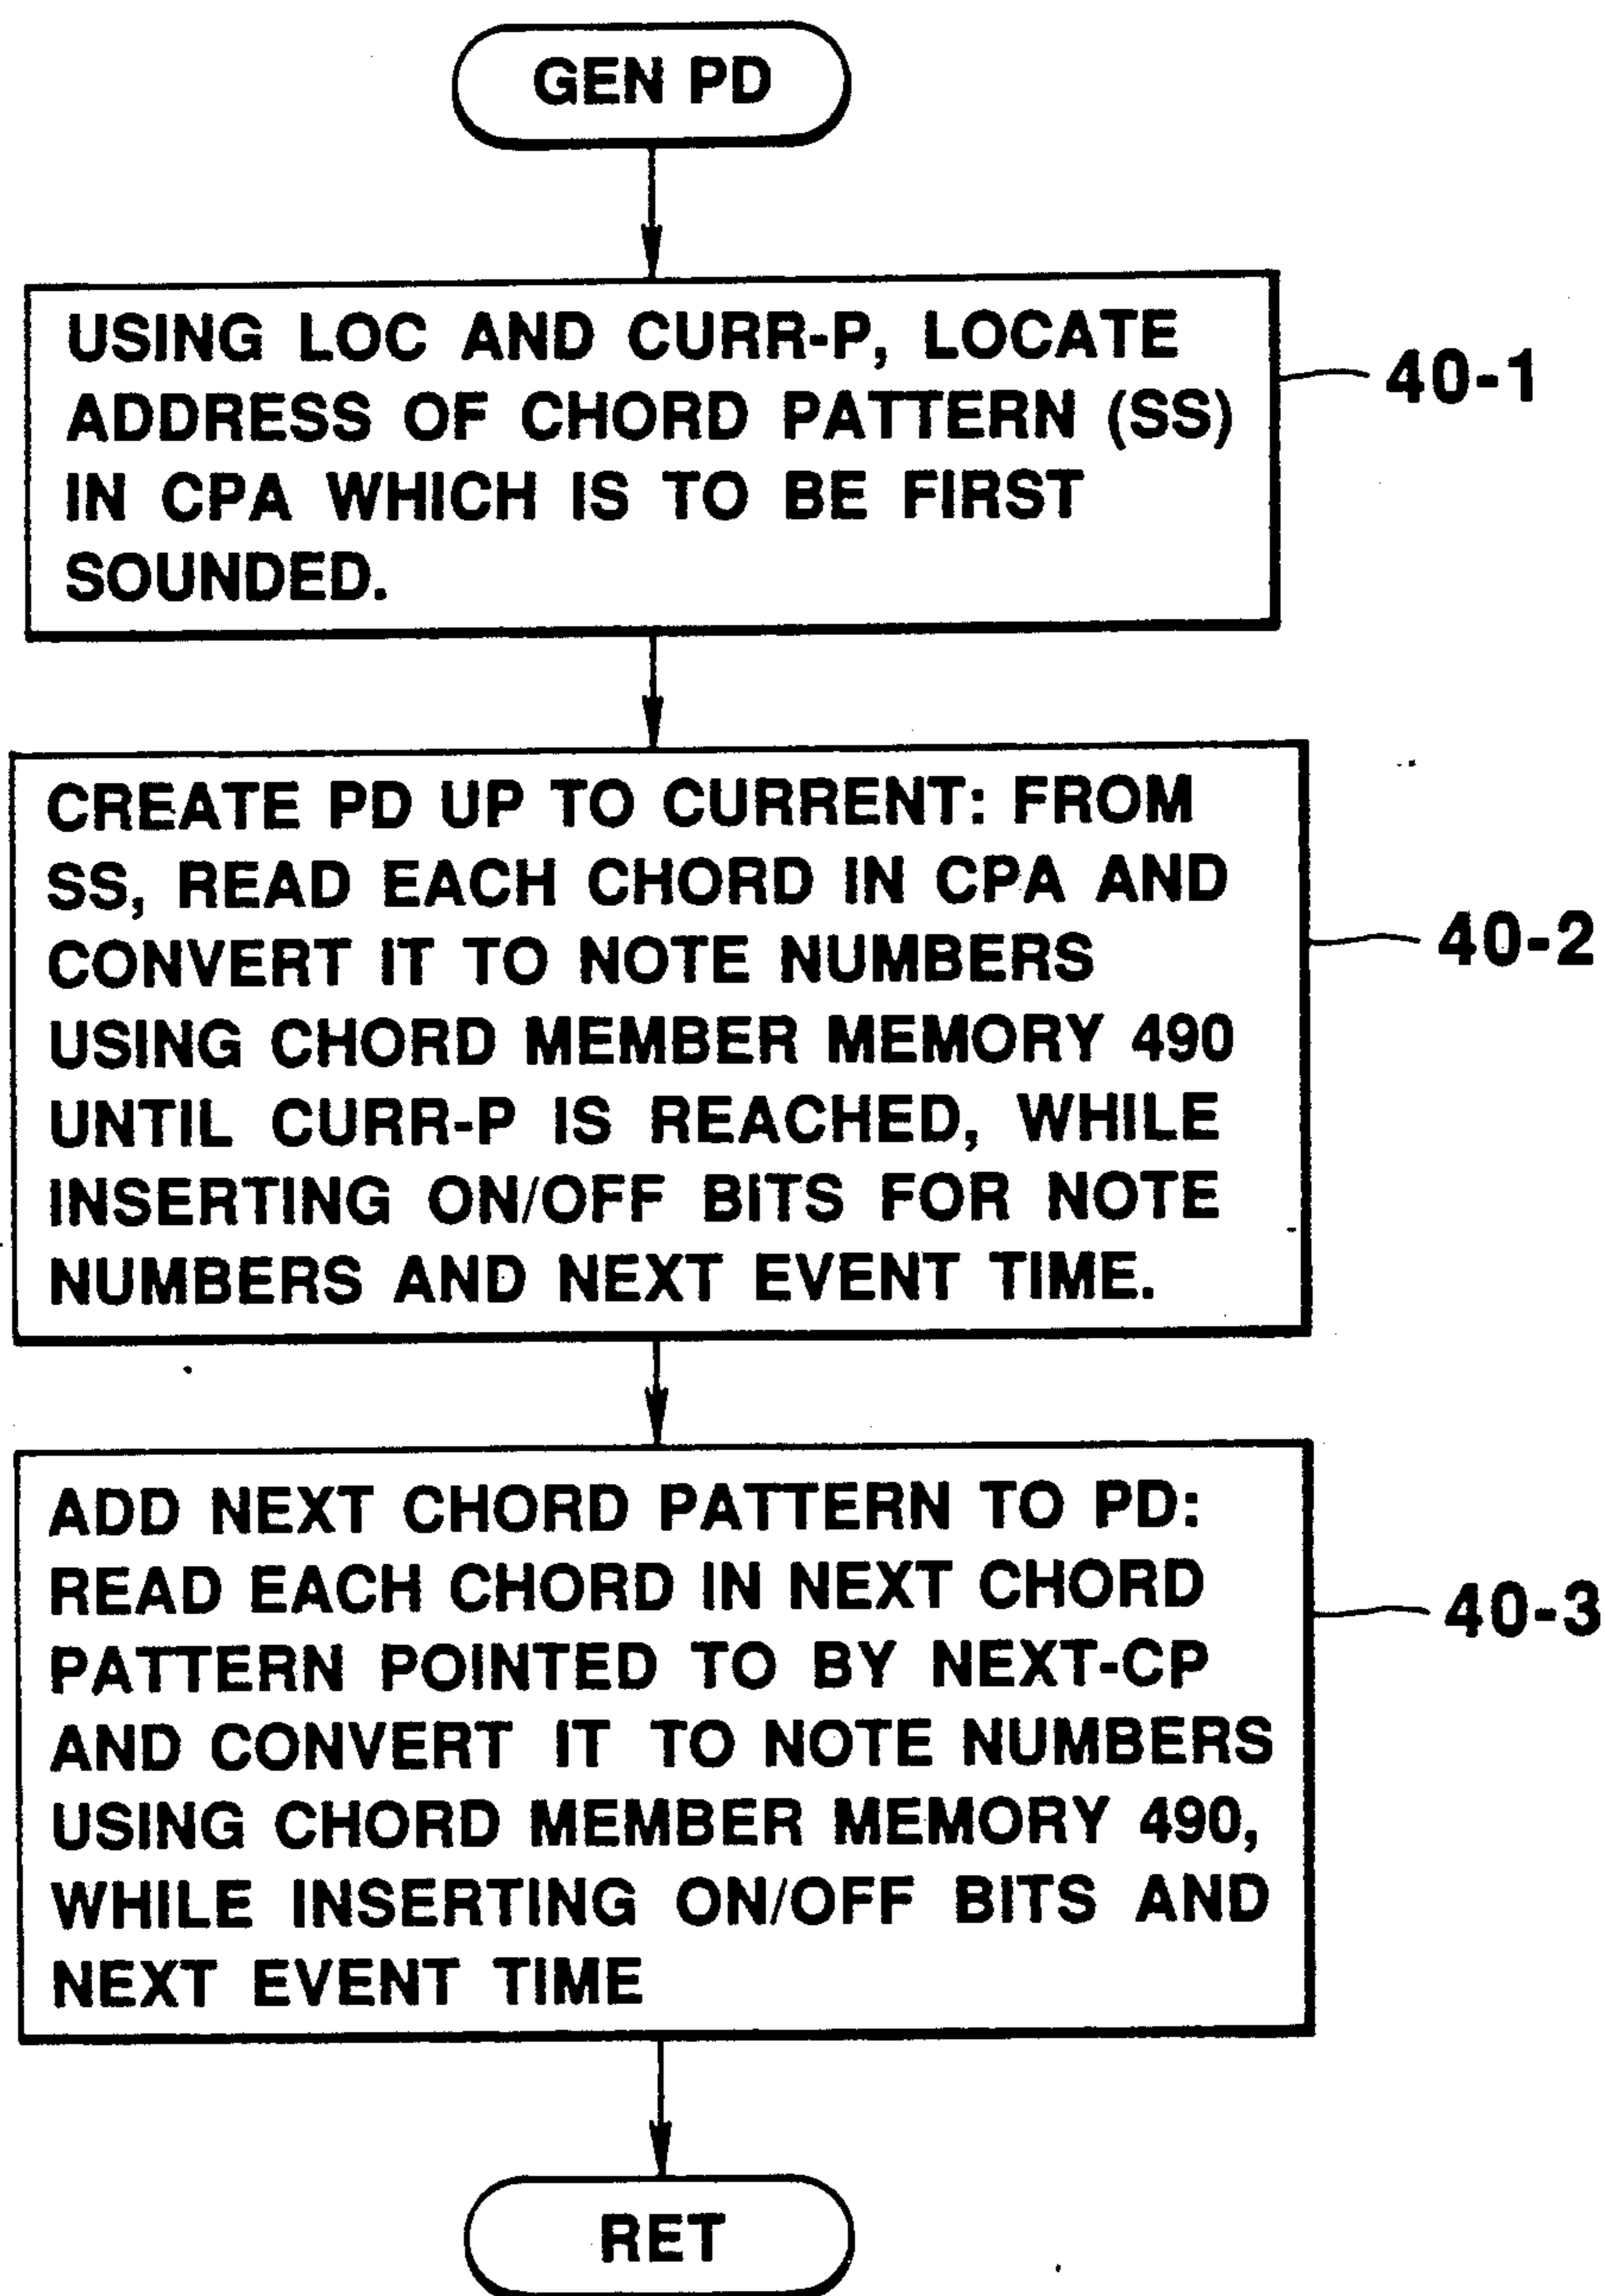 GEN PD
USING LOC AND CURR-P, LOCATE
ADDRESS OF CHORD PATTERN (SS)
IN CPA WHICH IS TO BE FIRST
SOUNDED.
40-1
CREATE PD UP TO CURRENT: FROM
SS, READ EACH CHORD IN CPA AND
CONVERT IT TO NOTE NUMBERS
USING CHORD MEMBER MEMORY 490
UNTIL CURR-P IS REACHED, WHILE
INSERTING ON/OFF BITS FOR NOTE
NUMBERS AND NEXT EVENT TIME.
40-2
ADD NEXT CHORD PATTERN TO PD:
READ EACH CHORD IN NEXT CHORD
PATTERN POINTED TO BY NEXT-CP
AND CONVERT IT TO NOTE NUMBERS
USING CHORD MEMBER MEMORY 490,
WHILE INSERTING ON/OFF BITS AND
NEXT EVENT TIME
40-3
RET